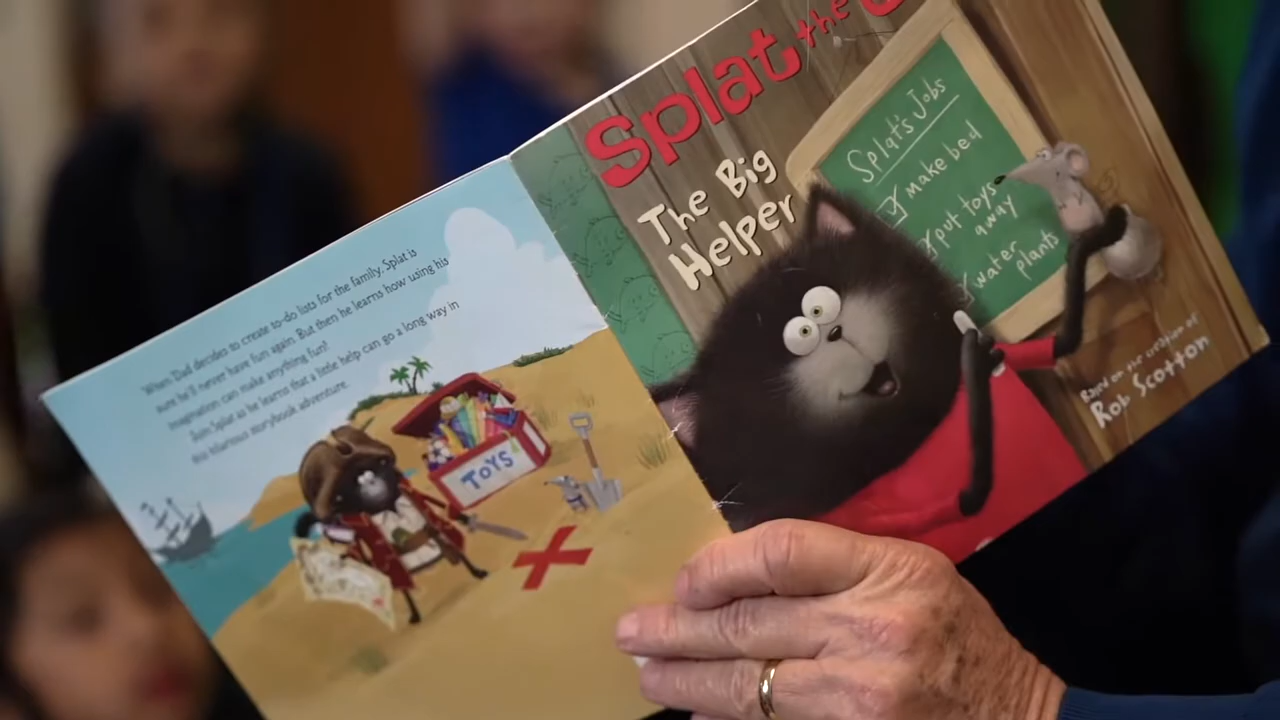 "When Dad decides to create to-do lists for the family, Splat is
sure he'll never have fun again. But then he learns how using his
imagination can make anything fun!
Join Splat as he learns that a little help can go a long way in
this hilarious storybook adventure.
TOYS
Splat the
The Big
Helper
Splat's Jobs
make bed
put toys
away
water
plants
Based on the creation of
Rob Scotton